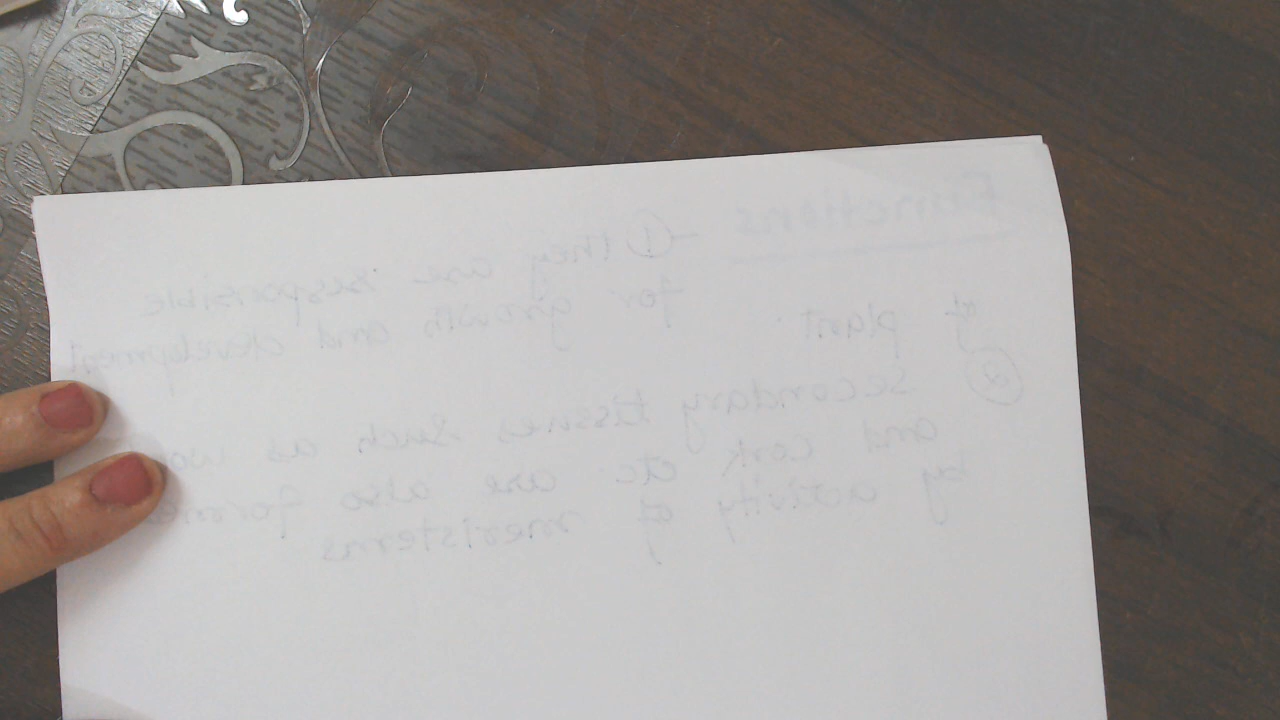 Functions - ① they are responsible
for growth and development
of plant.
② secondary tissues such as
and cork etc are also
by activity of meristems